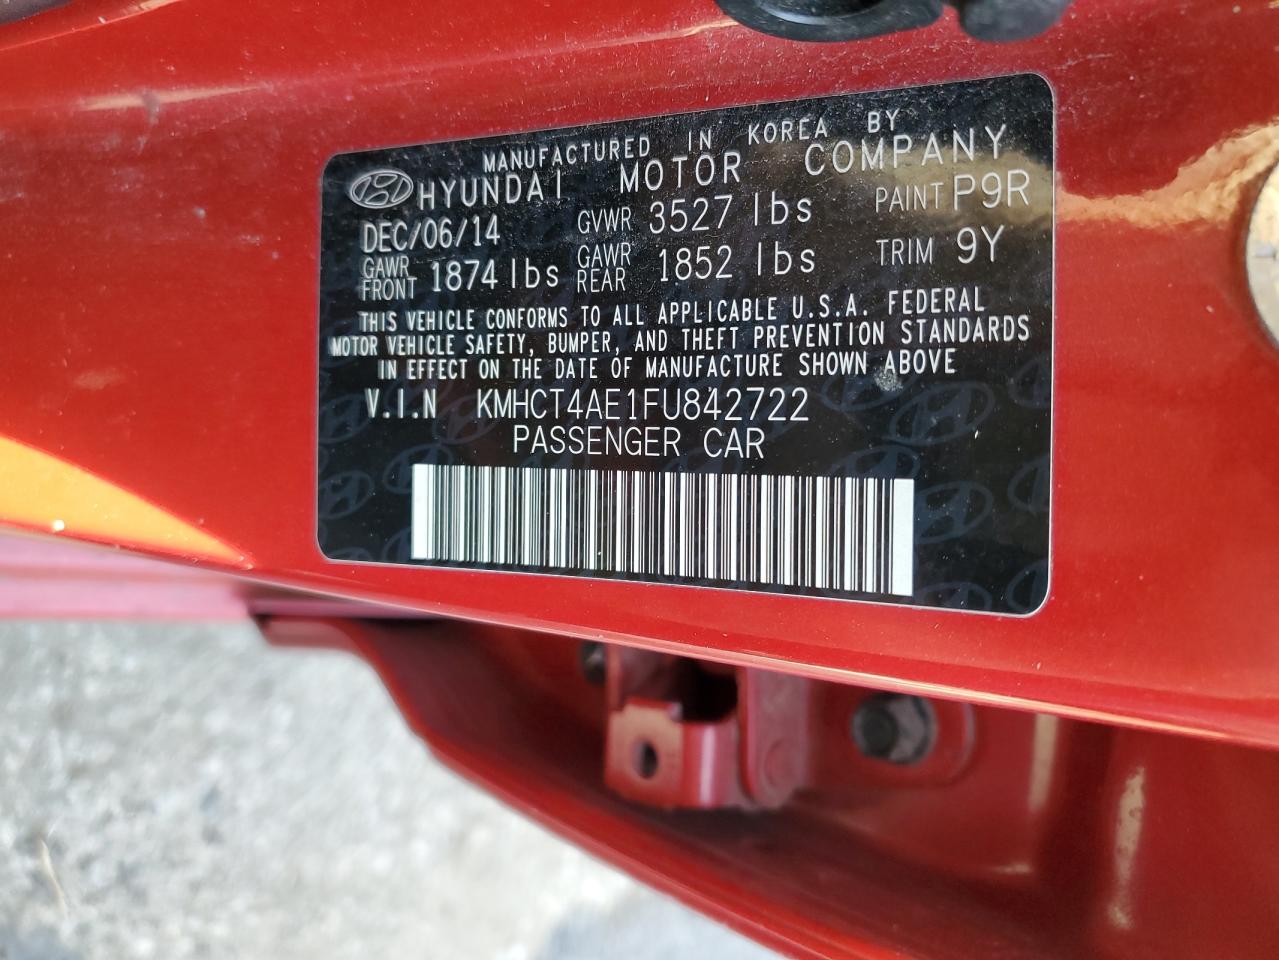 MANUFACTURED IN KOREA BY
HYUNDAI MOTOR COMPANY
DEC/06/14 GVWR 3527 lbs PAINT P9R
GAWR FRONT 1874 lbs GAWR REAR 1852 lbs TRIM 9Y
THIS VEHICLE CONFORMS TO ALL APPLICABLE U.S.A. FEDERAL
MOTOR VEHICLE SAFETY, BUMPER, AND THEFT PREVENTION STANDARDS
IN EFFECT ON THE DATE OF MANUFACTURE SHOWN ABOVE
V.I.N KMHCT4AE1FU842722
PASSENGER CAR